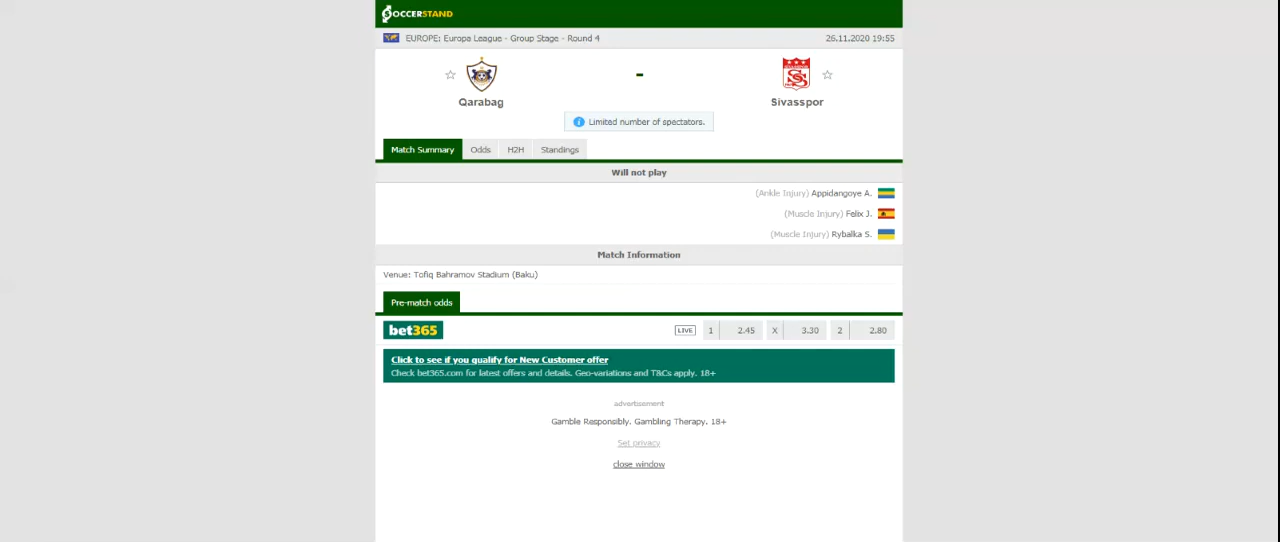 SOCCERSTAND
EUROPE: Europa League - Group Stage - Round 4 26.11.2020 19:55
-
Qarabag Sivasspor
Limited number of spectators.
Match Summary Odds H2H Standings
Will not play
(Ankle Injury) Appidangoye A.
(Muscle Injury) Felix J.
(Muscle Injury) Rybalka S.
Match Information
Venue: Tofiq Bahramov Stadium (Baku)
Pre-match odds
bet365 LIVE 1 2.45 X 3.30 2 2.80
Click to see if you qualify for New Customer offer
Check bet365.com for latest offers and details. Geo-variations and T&Cs apply. 18+
advertisement
Gamble Responsibly. Gambling Therapy. 18+
Set privacy
close window